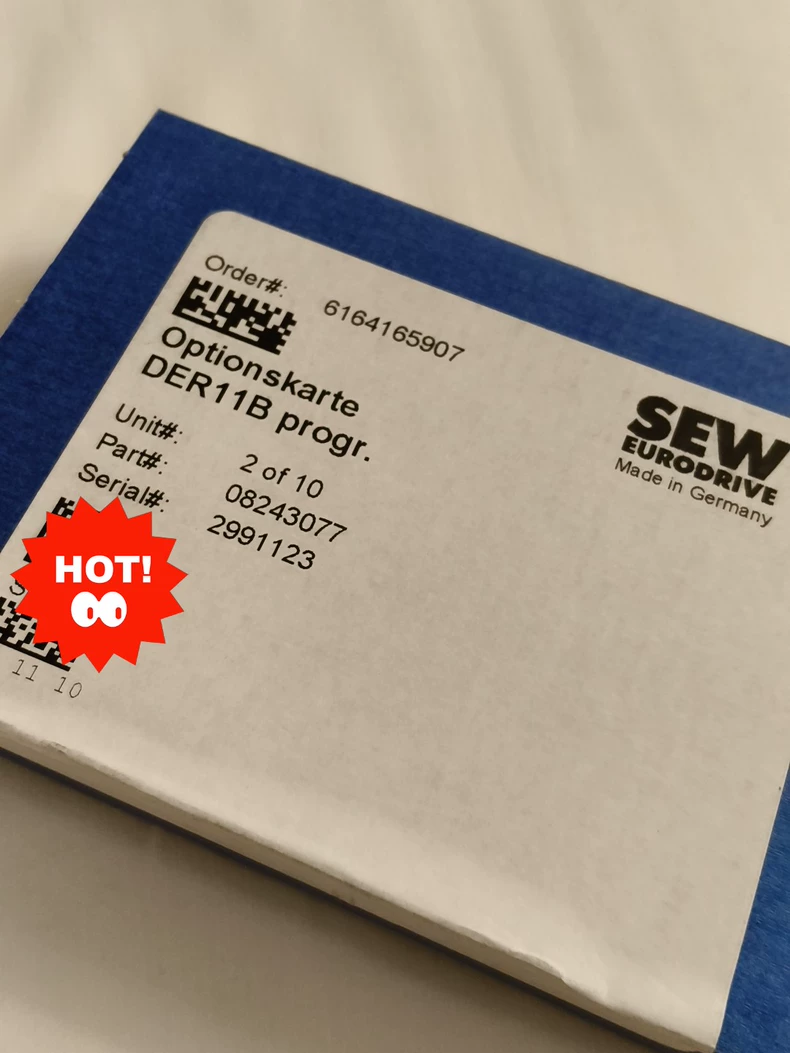 Order#: 6164165907
Optionskarte
DER11B progr.
Unit#: 2 of 10
Part#: 08243077
Serial#: 2991123
11 10
SEW
EURODRIVE
Made in Germany
HOT!